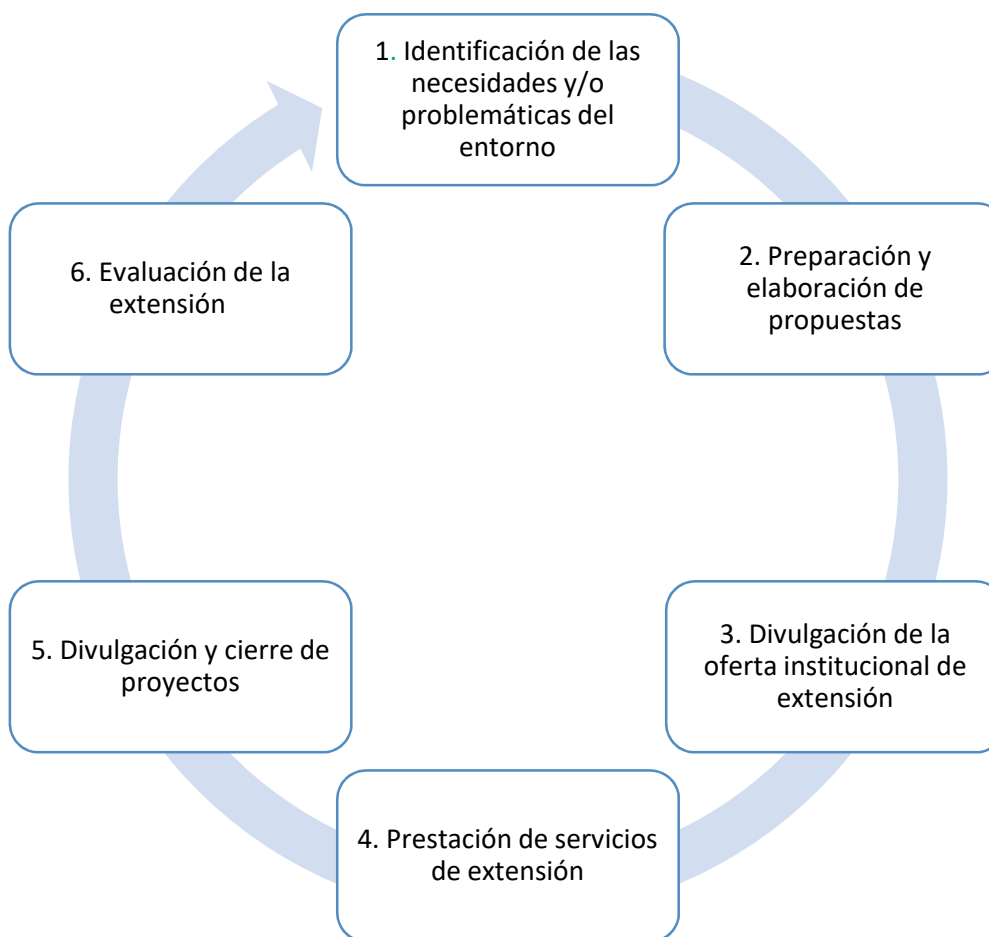 1. Identificación de las
necesidades y/o
problemáticas del
entorno
2. Preparación y
elaboración de
propuestas
3. Divulgación de la
oferta institucional de
extensión
4. Prestación de servicios
de extensión
5. Divulgación y cierre de
proyectos
6. Evaluación de la
extensión